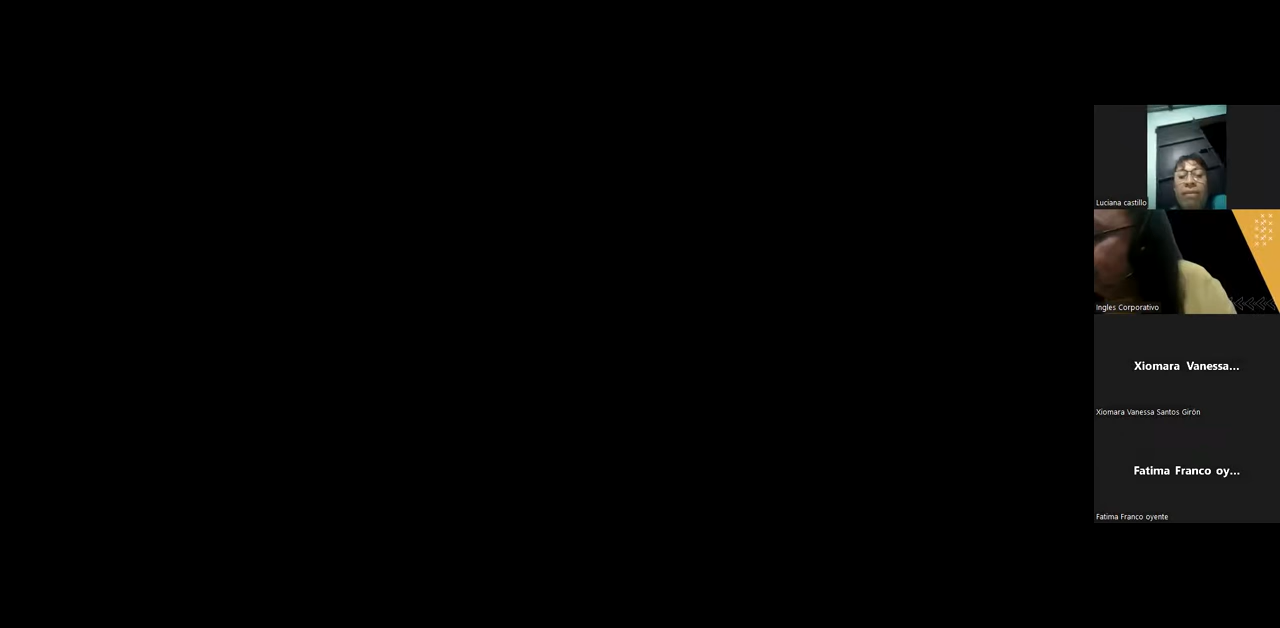 Luciana castillo
Ingles Corporativo
Xiomara Vanessa...
Xiomara Vanessa Santos Girón
Fatima Franco oy...
Fatima Franco oyente